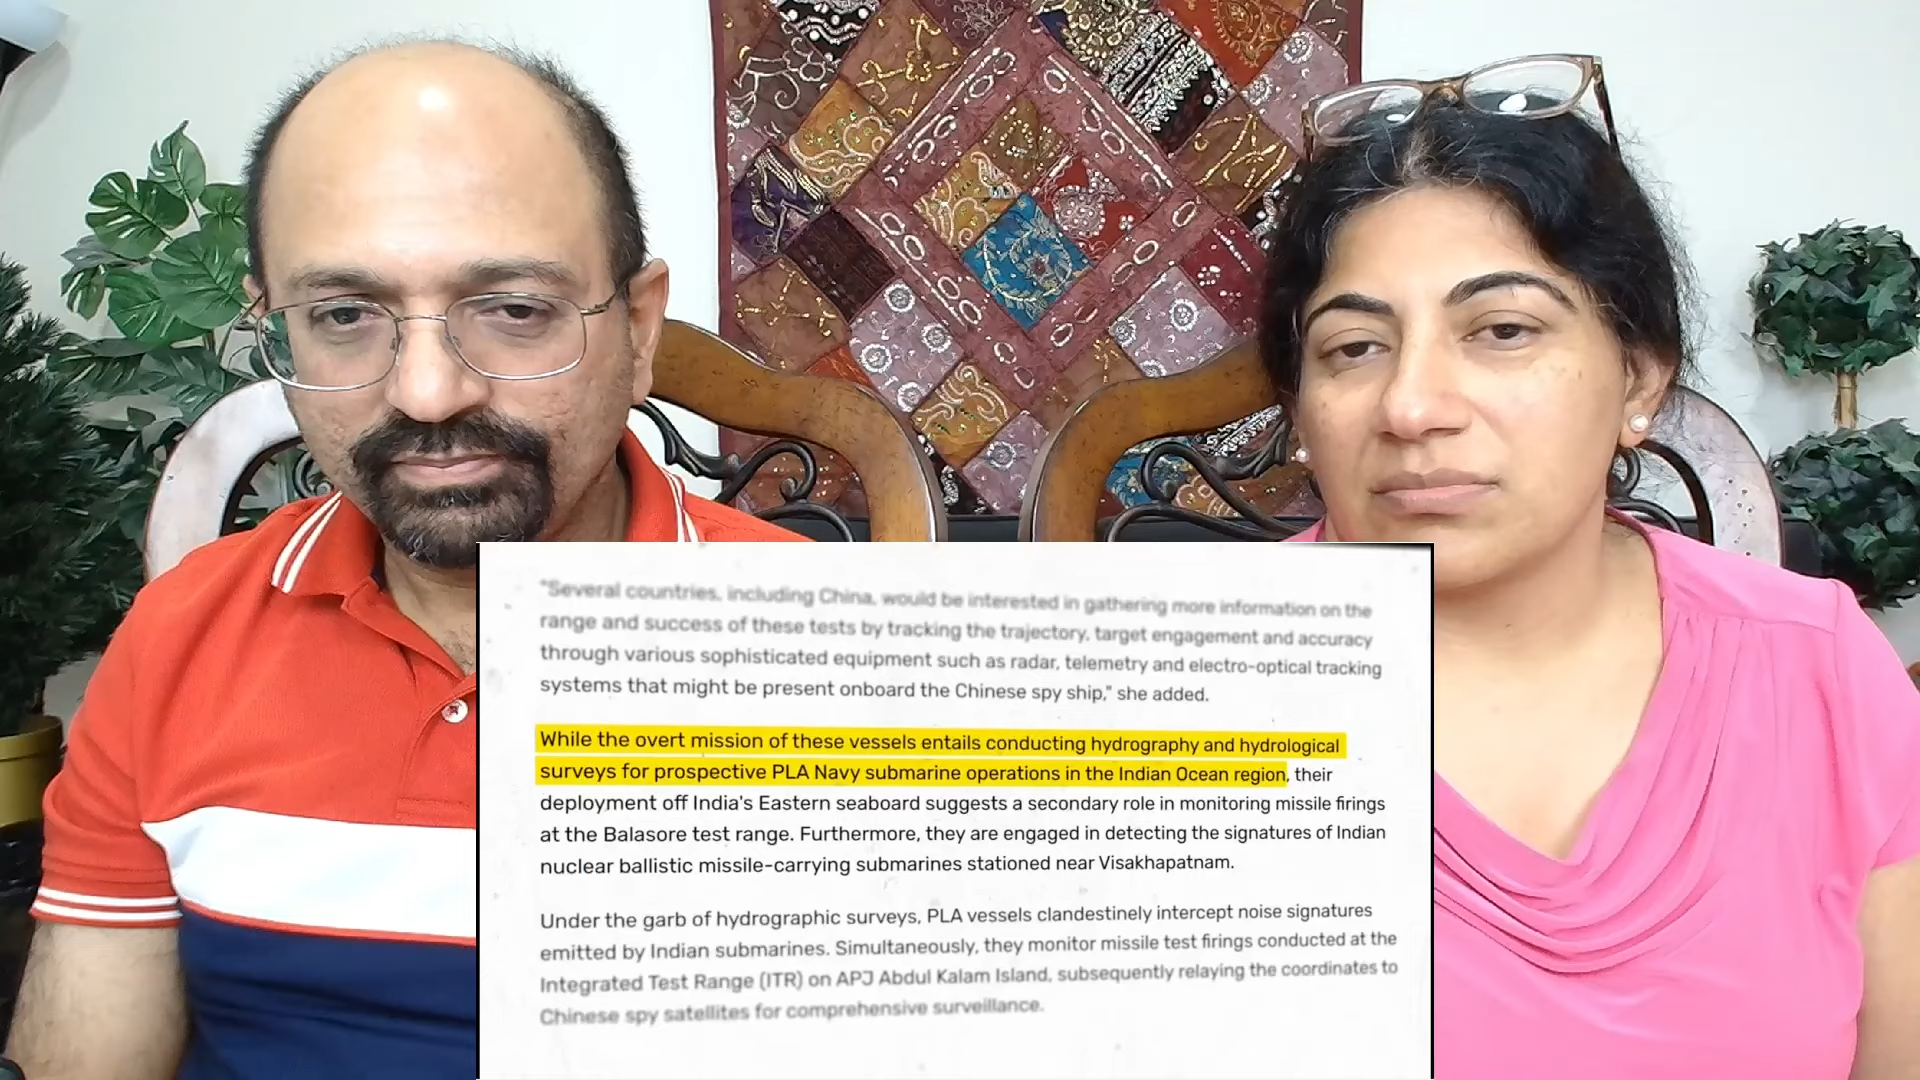 "Several countries, including China, would be interested in gathering more information on the
range and success of these tests by tracking the trajectory, target engagement and accuracy
through various sophisticated equipment such as radar, telemetry and electro-optical tracking
systems that might be present onboard the Chinese spy ship," she added.
While the overt mission of these vessels entails conducting hydrography and hydrological
surveys for prospective PLA Navy submarine operations in the Indian Ocean region, their
deployment off India's Eastern seaboard suggests a secondary role in monitoring missile firings
at the Balasore test range. Furthermore, they are engaged in detecting the signatures of Indian
nuclear ballistic missile-carrying submarines stationed near Visakhapatnam.
Under the garb of hydrographic surveys, PLA vessels clandestinely intercept noise signatures
emitted by Indian submarines. Simultaneously, they monitor missile test firings conducted at the
Integrated Test Range (ITR) on APJ Abdul Kalam Island, subsequently relaying the coordinates to
Chinese spy satellites for comprehensive surveillance.